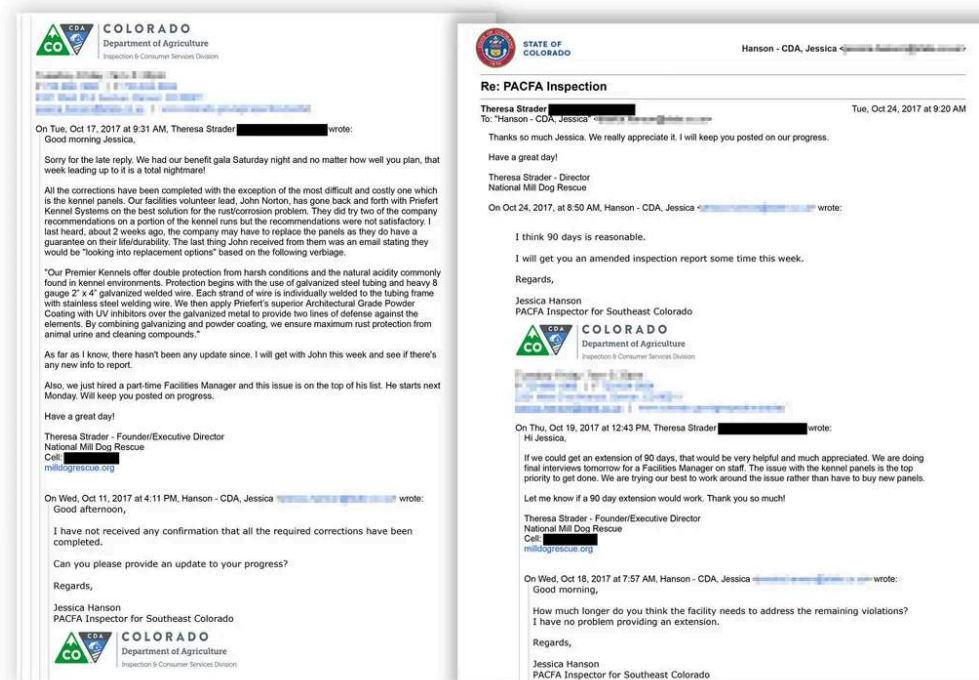 CDA
CO
COLORADO
Department of Agriculture
Inspection & Consumer Services Division
On Tue, Oct 17, 2017 at 9:31 AM, Theresa Strader wrote:
Good morning Jessica,
Sorry for the late reply. We had our benefit gala Saturday night and no matter how well you plan, that
week leading up to it is a total nightmare!
All the corrections have been completed with the exception of the most difficult and costly one which
is the kennel panels. Our facilities volunteer lead, John Norton, has gone back and forth with Priefert
Kennel Systems on the best solution for the rust/corrosion problem. They did try two of the company
recommendations on a portion of the kennel runs but the recommendations were not satisfactory. I
last heard, about 2 weeks ago, the company may have to replace the panels as they do have a
guarantee on their life/durability. The last thing John received from them was an email stating they
would be "looking into replacement options" based on the following verbiage.
"Our Premier Kennels offer double protection from harsh conditions and the natural acidity commonly
found in kennel environments. Protection begins with the use of galvanized steel tubing and heavy 8
gauge 2" x 4" galvanized welded wire. Each strand of wire is individually welded to the tubing frame
with stainless steel welding wire. We then apply Priefert's superior Architectural Grade Powder
Coating with UV inhibitors over the galvanized metal to provide two lines of defense against the
elements. By combining galvanizing and powder coating, we ensure maximum rust protection from
animal urine and cleaning compounds."
As far as I know, there hasn't been any update since. I will get with John this week and see if there's
any new info to report.
Also, we just hired a part-time Facilities Manager and this issue is on the top of his list. He starts next
Monday. Will keep you posted on progress.
Have a great day!
Theresa Strader - Founder/Executive Director
National Mill Dog Rescue
Cell:
milldogrescue.org
On Wed, Oct 11, 2017 at 4:11 PM, Hanson - CDA, Jessica wrote:
Good afternoon,
I have not received any confirmation that all the required corrections have been
completed.
Can you please provide an update to your progress?
Regards,
Jessica Hanson
PACFA Inspector for Southeast Colorado
CDA
CO
COLORADO
Department of Agriculture
Inspection & Consumer Services Division
STATE OF
COLORADO
Hanson - CDA, Jessica <
Re: PACFA Inspection
Theresa Strader
Tue, Oct 24, 2017 at 9:20 AM
To: "Hanson - CDA, Jessica" <
Thanks so much Jessica. We really appreciate it. I will keep you posted on our progress.
Have a great day!
Theresa Strader - Director
National Mill Dog Rescue
On Oct 24, 2017, at 8:50 AM, Hanson - CDA, Jessica < wrote:
I think 90 days is reasonable.
I will get you an amended inspection report some time this week.
Regards,
Jessica Hanson
PACFA Inspector for Southeast Colorado
CDA
CO
COLORADO
Department of Agriculture
Inspection & Consumer Services Division
On Thu, Oct 19, 2017 at 12:43 PM, Theresa Strader wrote:
Hi Jessica,
If we could get an extension of 90 days, that would be very helpful and much appreciated. We are doing
final interviews tomorrow for a Facilities Manager on staff. The issue with the kennel panels is the top
priority to get done. We are trying our best to work around the issue rather than have to buy new panels.
Let me know if a 90 day extension would work. Thank you so much!
Theresa Strader - Founder/Executive Director
National Mill Dog Rescue
Cell:
milldogrescue.org
On Wed, Oct 18, 2017 at 7:57 AM, Hanson - CDA, Jessica wrote:
Good morning,
How much longer do you think the facility needs to address the remaining violations?
I have no problem providing an extension.
Regards,
Jessica Hanson
PACFA Inspector for Southeast Colorado